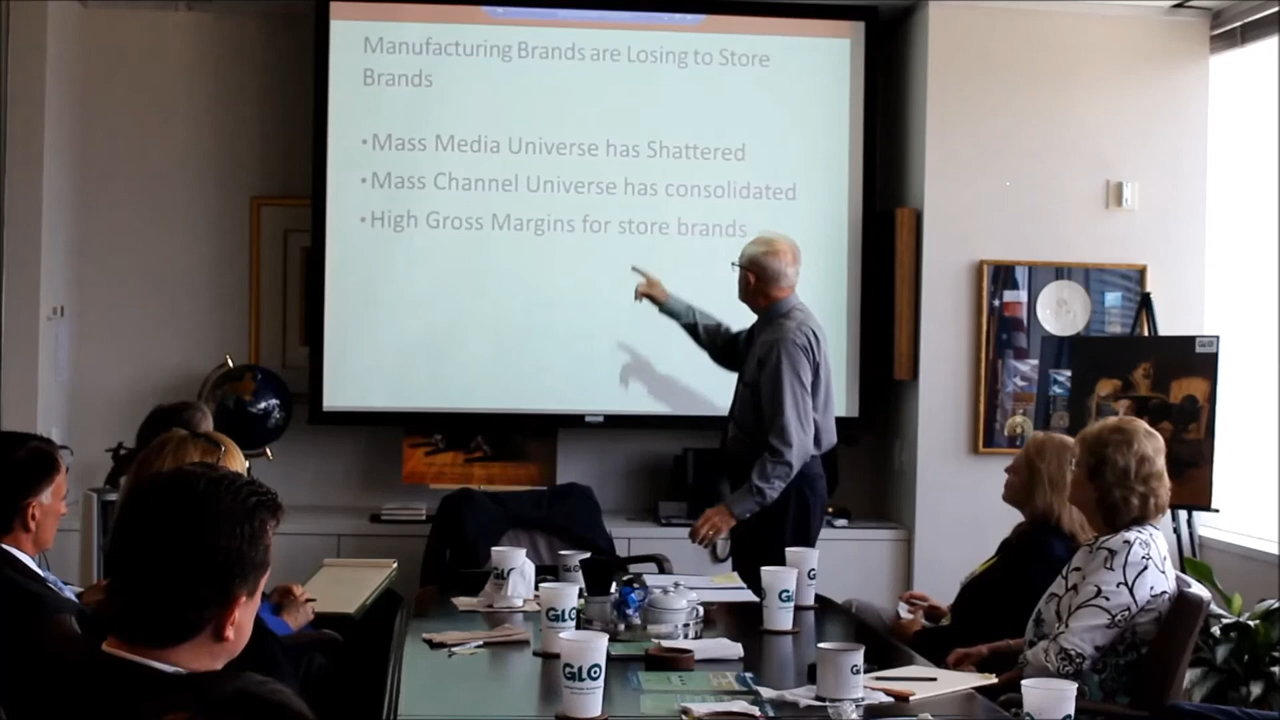 Manufacturing Brands are Losing to Store
Brands
•Mass Media Universe has Shattered
•Mass Channel Universe has consolidated
•High Gross Margins for store brands
GLO
GLO
GLO
GLO
GLO
GLO